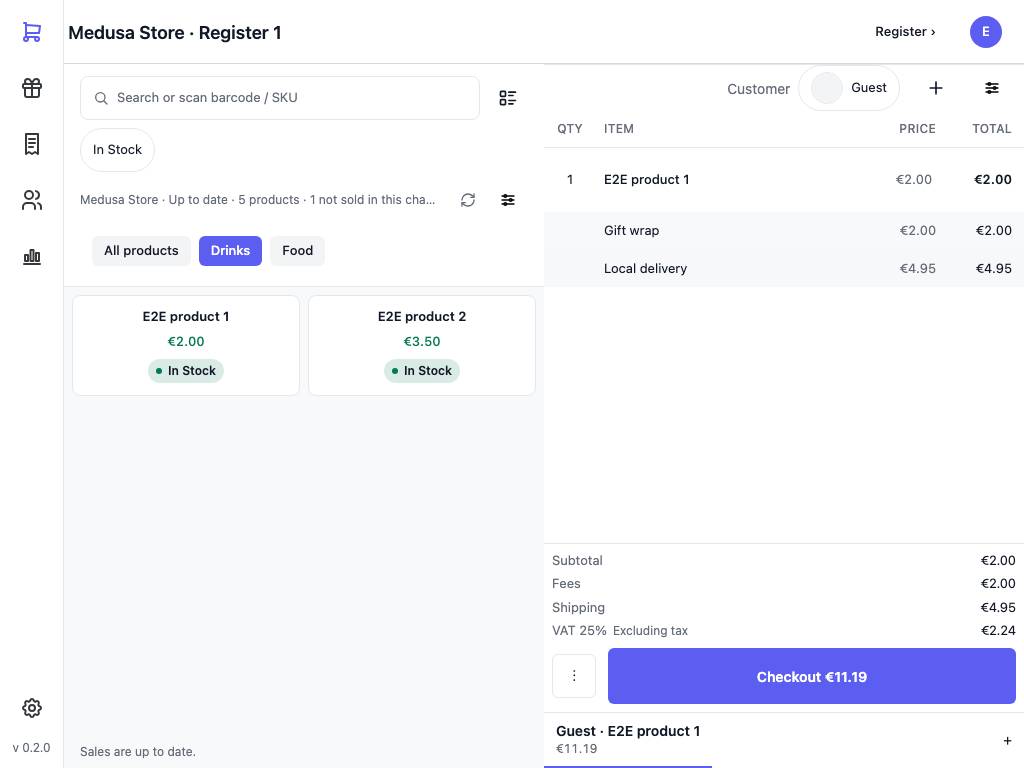 Medusa Store · Register 1
Register ›
E
Search or scan barcode / SKU
In Stock
Medusa Store · Up to date · 5 products · 1 not sold in this cha...
All products
Drinks
Food
E2E product 1
€2.00
In Stock
E2E product 2
€3.50
In Stock
Sales are up to date.
v 0.2.0
Customer
Guest
QTY ITEM PRICE TOTAL
1 E2E product 1 €2.00 €2.00
Gift wrap €2.00 €2.00
Local delivery €4.95 €4.95
Subtotal €2.00
Fees €2.00
Shipping €4.95
VAT 25% Excluding tax €2.24
Checkout €11.19
Guest · E2E product 1
€11.19
+